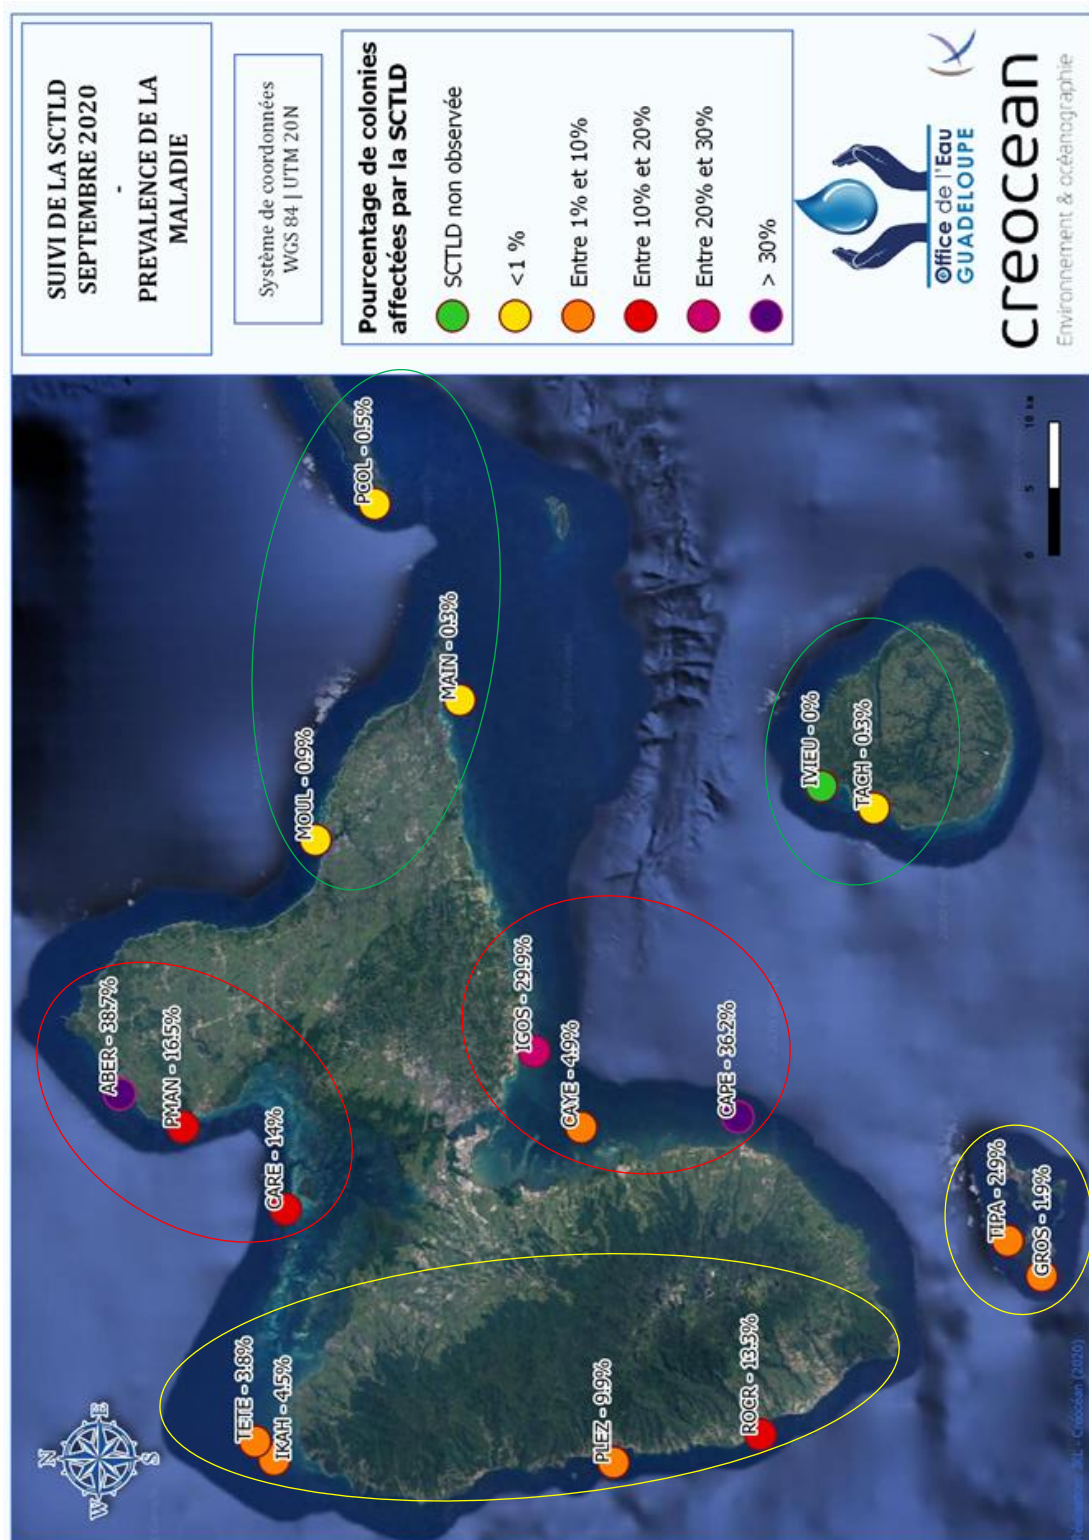 SUIVI DE LA SCTLD
SEPTEMBRE 2020
-
PREVALENCE DE LA
MALADIE
Système de coordonnées
WGS 84 | UTM 20N
Pourcentage de colonies
affectées par la SCTLD
SCTLD non observée
<1 %
Entre 1% et 10%
Entre 10% et 20%
Entre 20% et 30%
> 30%
Office de l'Eau
GUADELOUPE
creocean
Environnement & océanographie
N
W
E
S
ABER - 38.7%
PMAN - 16.5%
CARE - 14%
TETE - 3.8%
IKAH - 4.5%
MOUL - 0.9%
PCOL - 0.5%
MAIN - 0.3%
IGOS - 29.9%
CAYE - 4.9%
PLEZ - 9.9%
CAPE - 36.2%
ROCR - 13.3%
IVIEU - 0%
TACH - 0.3%
TIPA - 2.9%
GROS - 1.9%
0 5 10 km